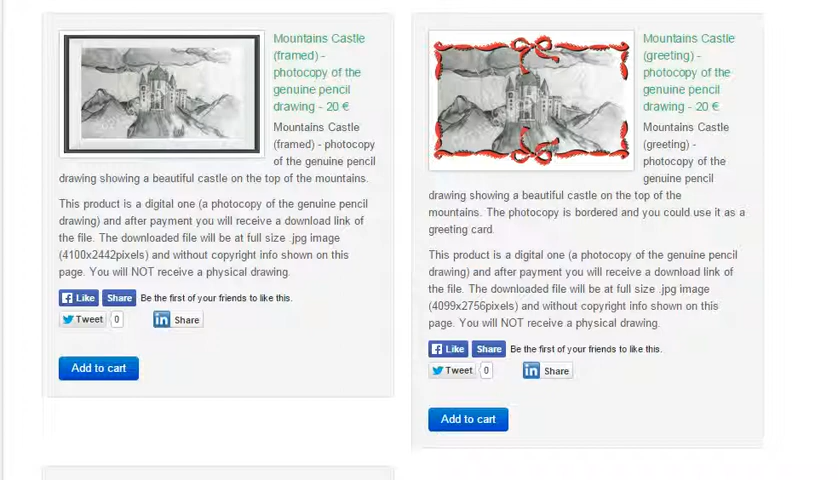 Mountains Castle
(framed) -
photocopy of the
genuine pencil
drawing - 20 €
Mountains Castle
(framed) - photocopy
of the genuine pencil
drawing showing a beautiful castle on the top of the mountains.
This product is a digital one (a photocopy of the genuine pencil
drawing) and after payment you will receive a download link of
the file. The downloaded file will be at full size .jpg image
(4100x2442pixels) and without copyright info shown on this
page. You will NOT receive a physical drawing.
Like Share Be the first of your friends to like this.
Tweet 0 Share
Add to cart
Mountains Castle
(greeting) -
photocopy of the
genuine pencil
drawing - 20 €
Mountains Castle
(greeting) -
photocopy of the
genuine pencil
drawing showing a beautiful castle on the top of the
mountains. The photocopy is bordered and you could use it as a
greeting card.
This product is a digital one (a photocopy of the genuine pencil
drawing) and after payment you will receive a download link of
the file. The downloaded file will be at full size .jpg image
(4099x2756pixels) and without copyright info shown on this
page. You will NOT receive a physical drawing.
Like Share Be the first of your friends to like this.
Tweet 0 Share
Add to cart